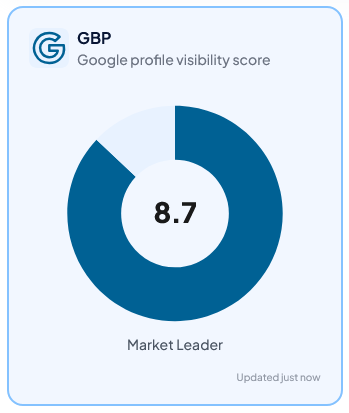 GBP
Google profile visibility score
8.7
Market Leader
Updated just now